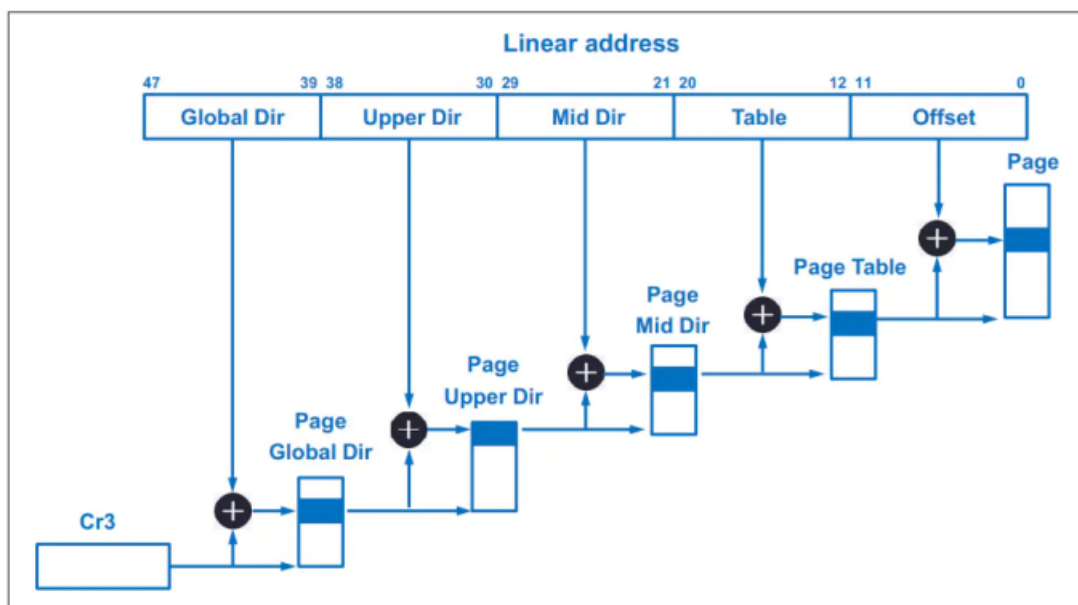 Linear address
47 39 38 30 29 21 20 12 11 0
Global Dir Upper Dir Mid Dir Table Offset
Page
Page Table
Page
Mid Dir
Page
Upper Dir
Page
Global Dir
Cr3